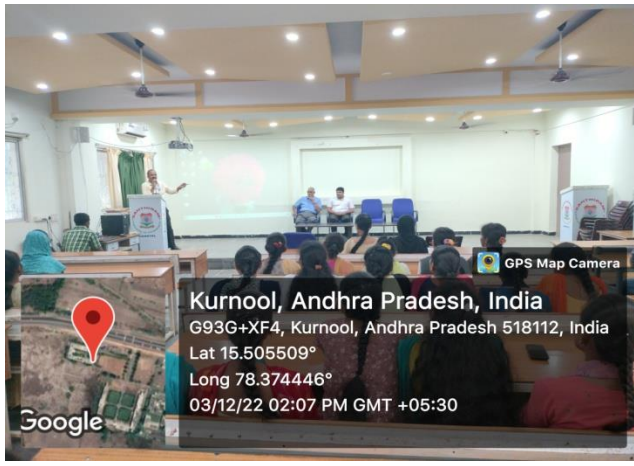 GPS Map Camera
Kurnool, Andhra Pradesh, India
G93G+XF4, Kurnool, Andhra Pradesh 518112, India
Lat 15.505509°
Long 78.374446°
03/12/22 02:07 PM GMT +05:30
Google